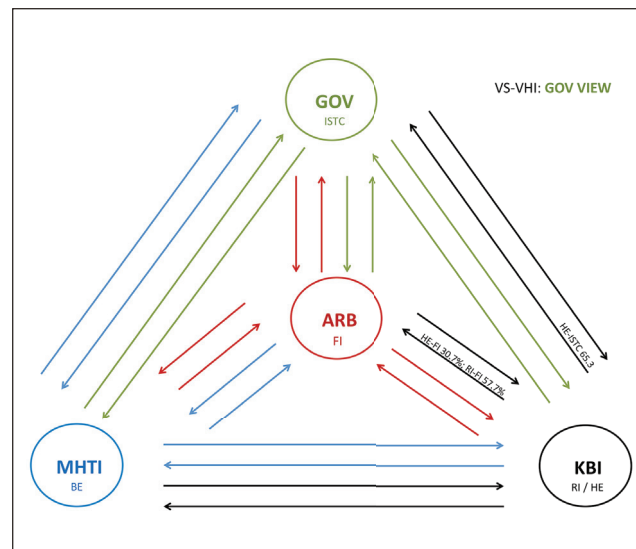 GOV
ISTC
VS-VHI: GOV VIEW
ARB
FI
HE-FI 30.7%; RI-FI 57.7%
HE-ISTC 65.3
MHTI
BE
KBI
RI / HE